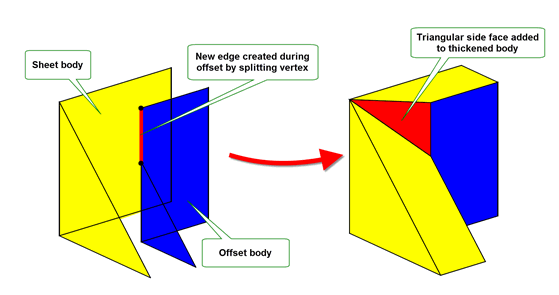 Sheet body
New edge created during
offset by splitting vertex
Triangular side face added
to thickened body
Offset body